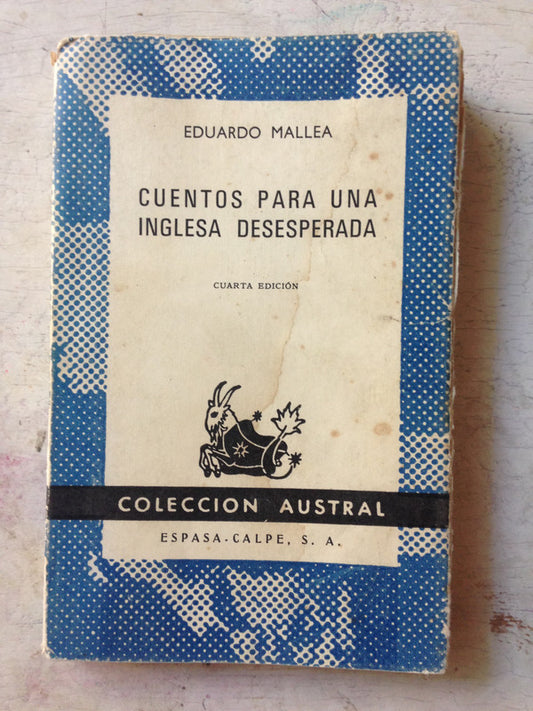 EDUARDO MALLEA
CUENTOS PARA UNA
INGLESA DESESPERADA
CUARTA EDICIÓN
COLECCION AUSTRAL
ESPASA-CALPE, S. A.